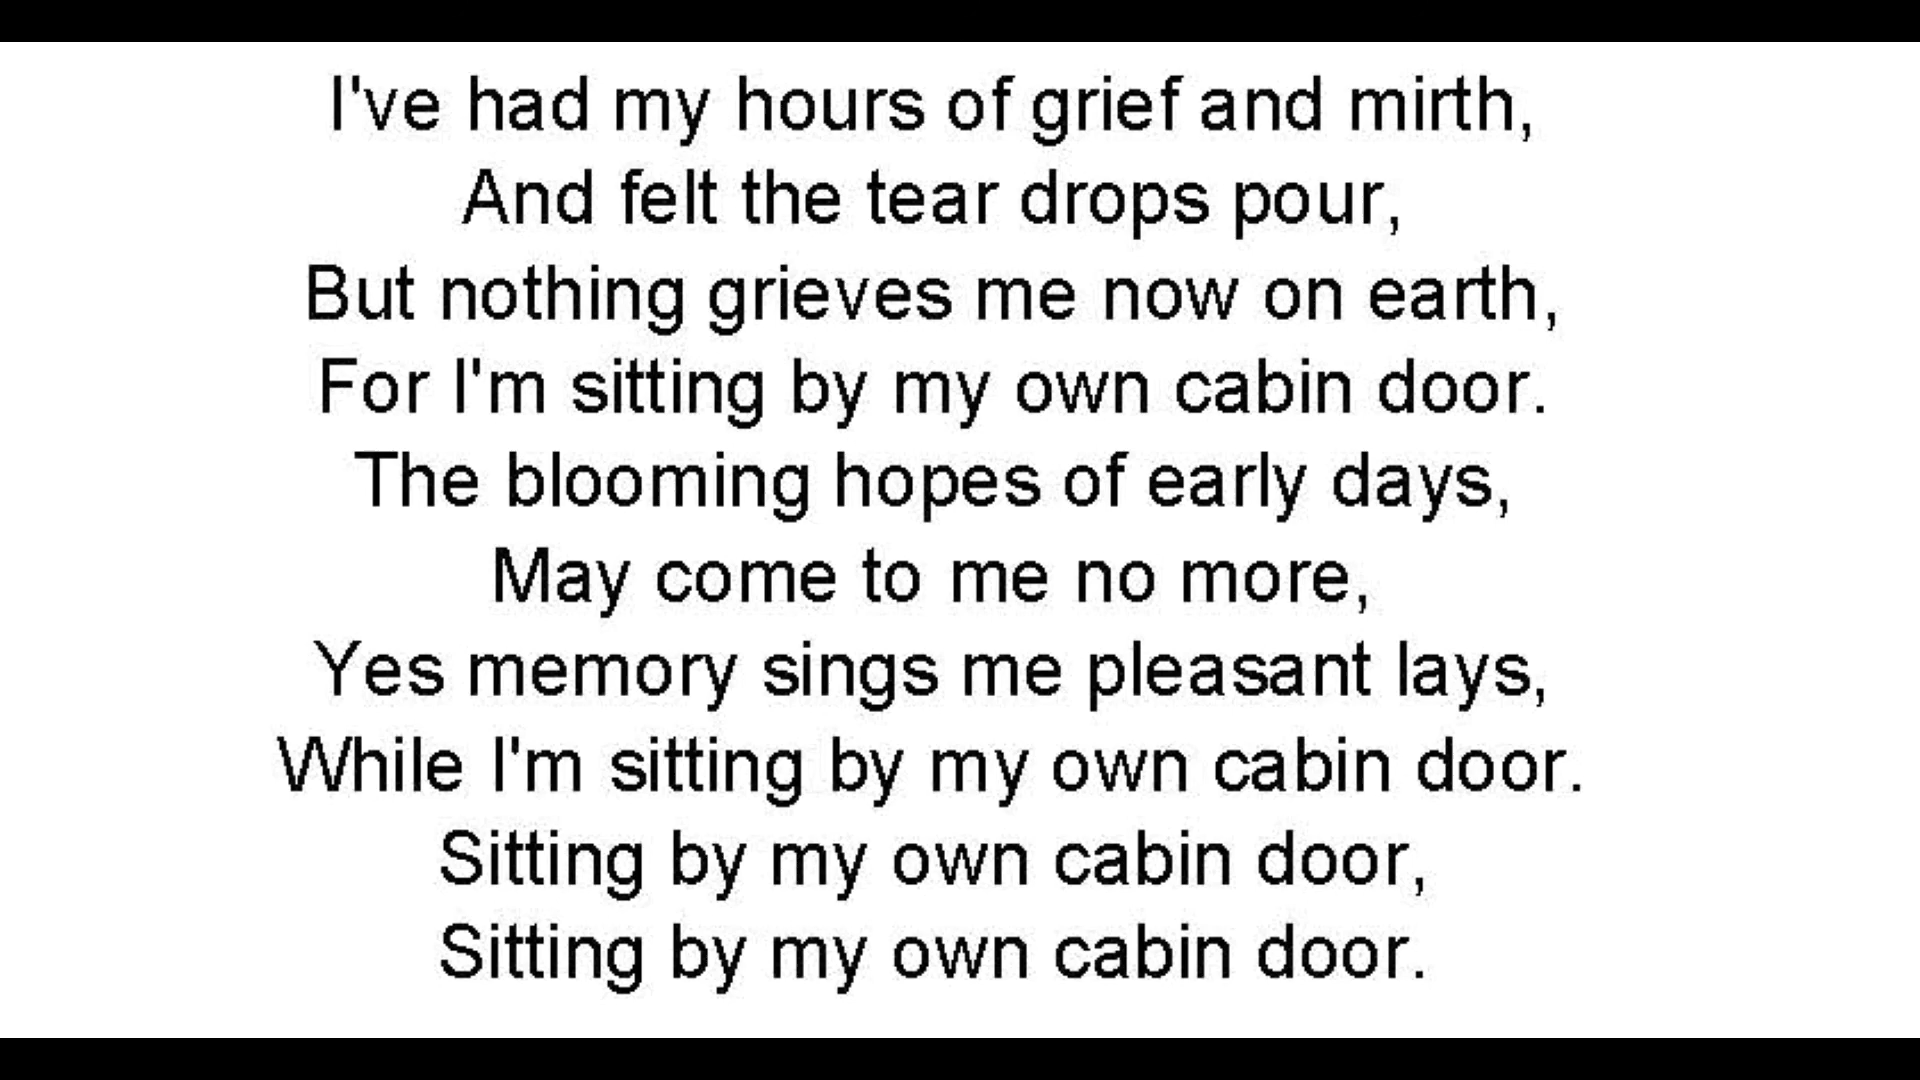 I've had my hours of grief and mirth,
And felt the tear drops pour,
But nothing grieves me now on earth,
For I'm sitting by my own cabin door.
The blooming hopes of early days,
May come to me no more,
Yes memory sings me pleasant lays,
While I'm sitting by my own cabin door.
Sitting by my own cabin door,
Sitting by my own cabin door.